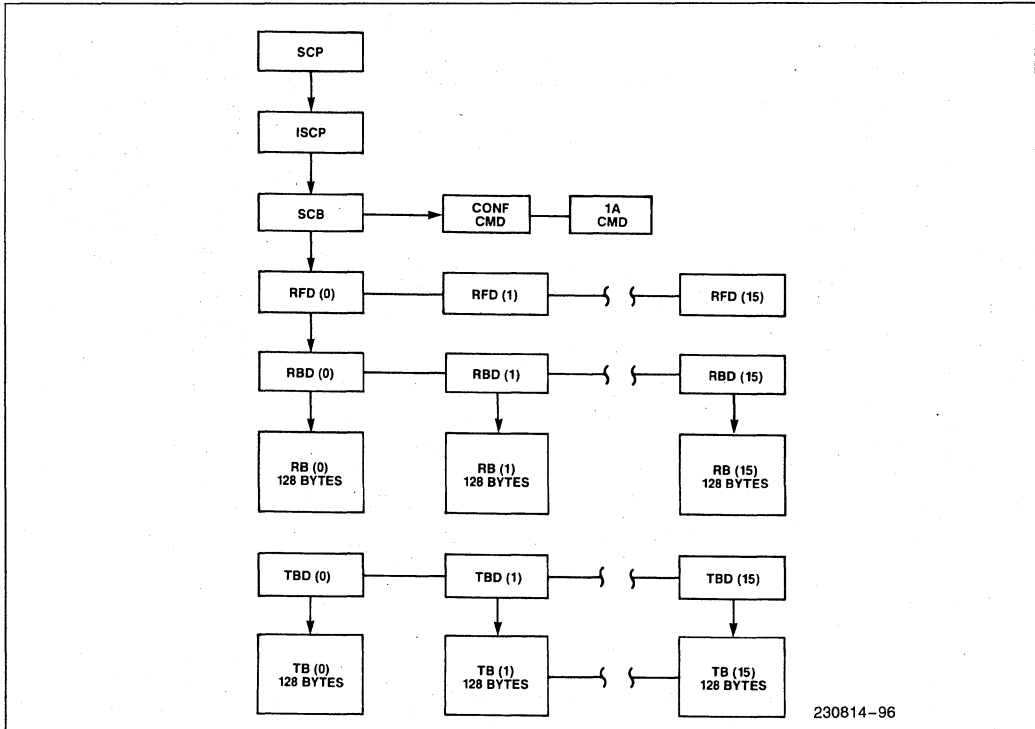 SCP
ISCP
SCB
CONF
CMD
1A
CMD
RFD (0)
RFD (1)
RFD (15)
RBD (0)
RBD (1)
RBD (15)
RB (0)
128 BYTES
RB (1)
128 BYTES
RB (15)
128 BYTES
TBD (0)
TBD (1)
TBD (15)
TB (0)
128 BYTES
TB (1)
128 BYTES
TB (15)
128 BYTES
230814-96